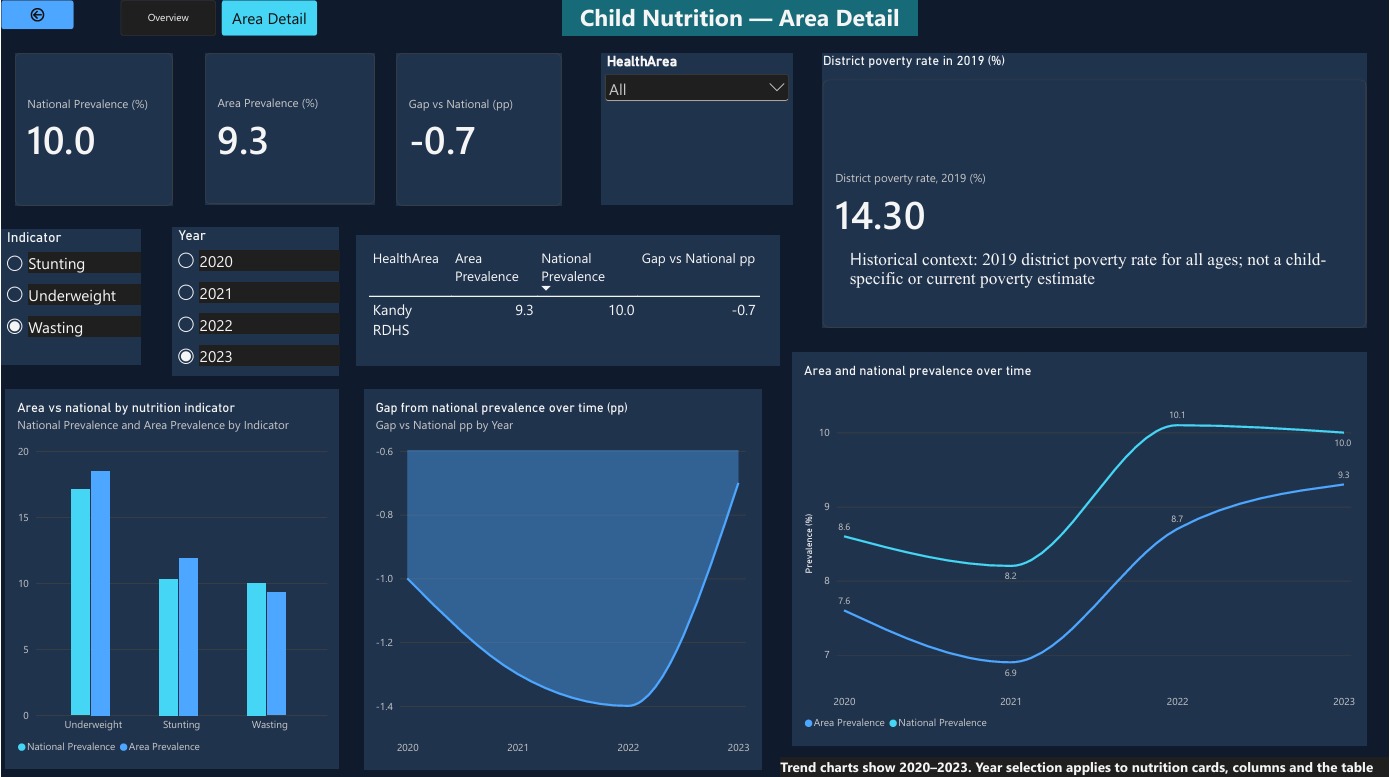 Overview
Area Detail
Child Nutrition — Area Detail
National Prevalence (%)
10.0
Area Prevalence (%)
9.3
Gap vs National (pp)
-0.7
HealthArea
All
District poverty rate in 2019 (%)
District poverty rate, 2019 (%)
14.30
Historical context: 2019 district poverty rate for all ages; not a child-
specific or current poverty estimate
Indicator
Stunting
Underweight
Wasting
Year
2020
2021
2022
2023
HealthArea Area National Gap vs National pp
Prevalence Prevalence
Kandy 9.3 10.0 -0.7
RDHS
Area vs national by nutrition indicator
National Prevalence and Area Prevalence by Indicator
20
15
10
5
0
Underweight Stunting Wasting
National Prevalence Area Prevalence
Gap from national prevalence over time (pp)
Gap vs National pp by Year
-0.6
-0.8
-1.0
-1.2
-1.4
2020 2021 2022 2023
Area and national prevalence over time
Prevalence (%)
10
9
8
7
8.6
8.2
10.1
10.0
7.6
6.9
8.7
9.3
2020 2021 2022 2023
Area Prevalence National Prevalence
Trend charts show 2020–2023. Year selection applies to nutrition cards, columns and the table